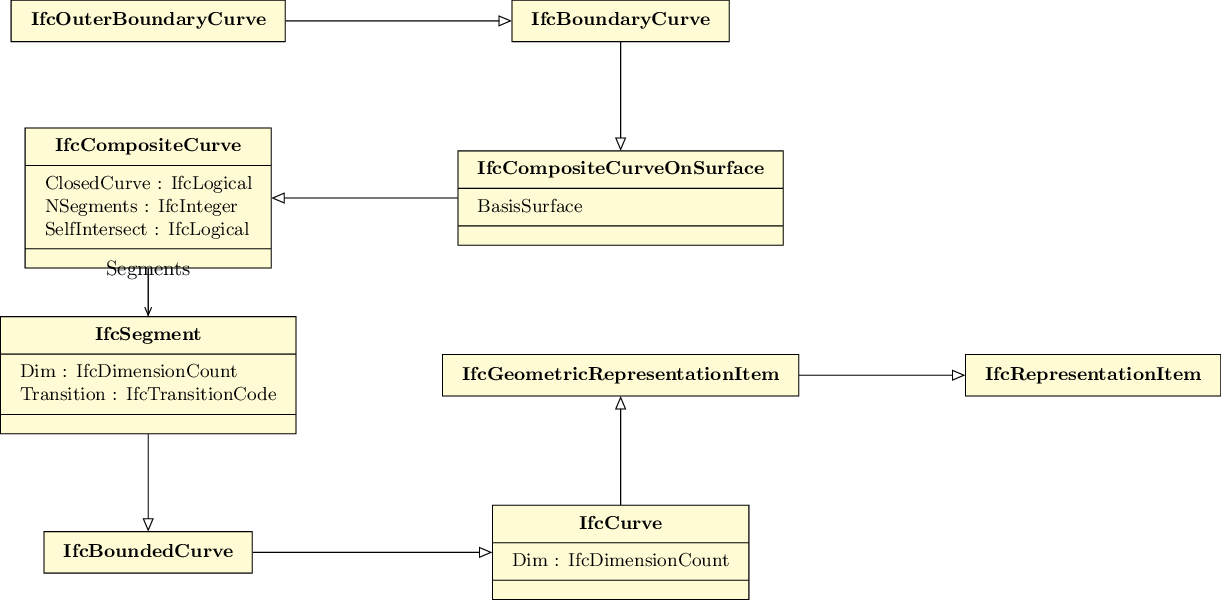 IfcOuterBoundaryCurve
IfcBoundaryCurve
IfcCompositeCurve
ClosedCurve : IfcLogical
NSegments : IfcInteger
SelfIntersect : IfcLogical
IfcCompositeCurveOnSurface
BasisSurface
Segments
IfcSegment
Dim : IfcDimensionCount
Transition : IfcTransitionCode
IfcGeometricRepresentationItem
IfcRepresentationItem
IfcBoundedCurve
IfcCurve
Dim : IfcDimensionCount